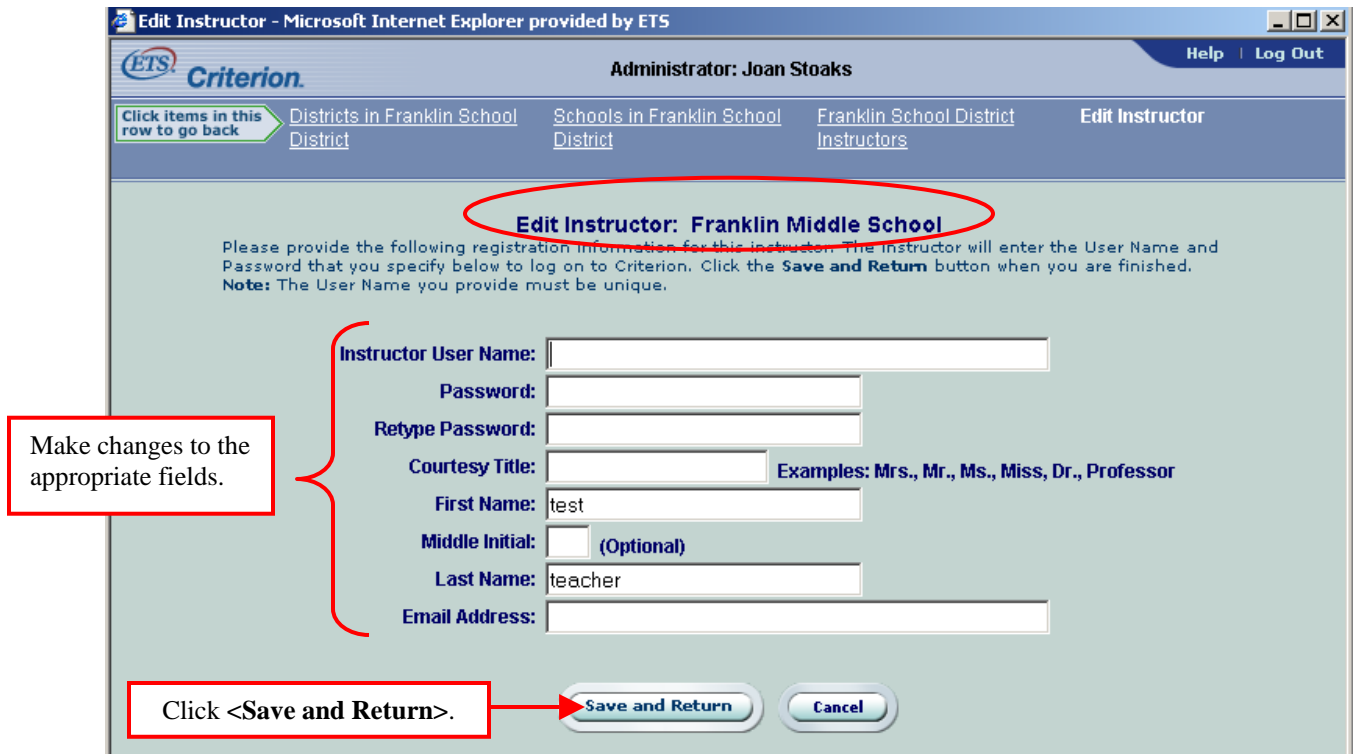 Edit Instructor - Microsoft Internet Explorer provided by ETS
ETS Criterion.
Administrator: Joan Stoaks
Help | Log Out
Click items in this
row to go back
Districts in Franklin School
District
Schools in Franklin School
District
Franklin School District
Instructors
Edit Instructor
Edit Instructor: Franklin Middle School
Please provide the following registration information for this instructor. The instructor will enter the User Name and
Password that you specify below to log on to Criterion. Click the Save and Return button when you are finished.
Note: The User Name you provide must be unique.
Instructor User Name:
Password:
Retype Password:
Courtesy Title:
Examples: Mrs., Mr., Ms., Miss, Dr., Professor
First Name: test
Middle Initial: (Optional)
Last Name: teacher
Email Address:
Make changes to the
appropriate fields.
Click <Save and Return>.
Save and Return
Cancel